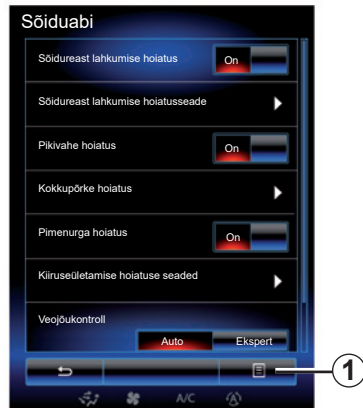 Sõiduabi
Sõidureast lahkumise hoiatus
On
Sõidureast lahkumise hoiatusseade
Pikivahe hoiatus
On
Kokkupõrke hoiatus
Pimenurga hoiatus
On
Kiiruseületamise hoiatuse seaded
Veojõukontroll
Auto Ekspert
1
A/C
A